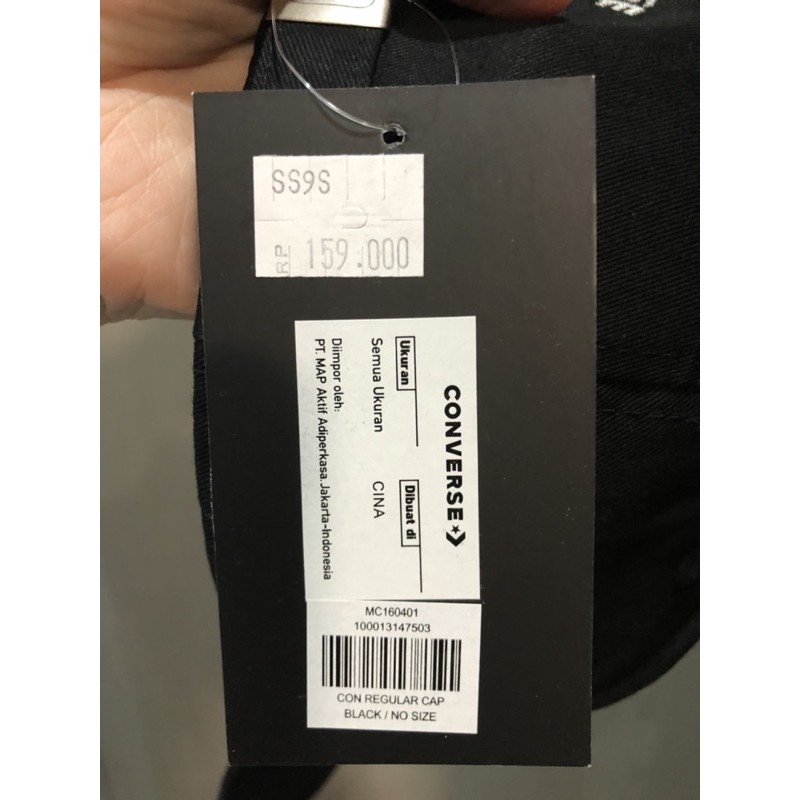 SS9S
RP 159.000
CONVERSE
Ukuran
Semua Ukuran
Dibuat di
CINA
Diimpor oleh:
PT. MAP Aktif Adiperkasa.Jakarta-Indonesia
MC160401
100013147503
CON REGULAR CAP
BLACK / NO SIZE